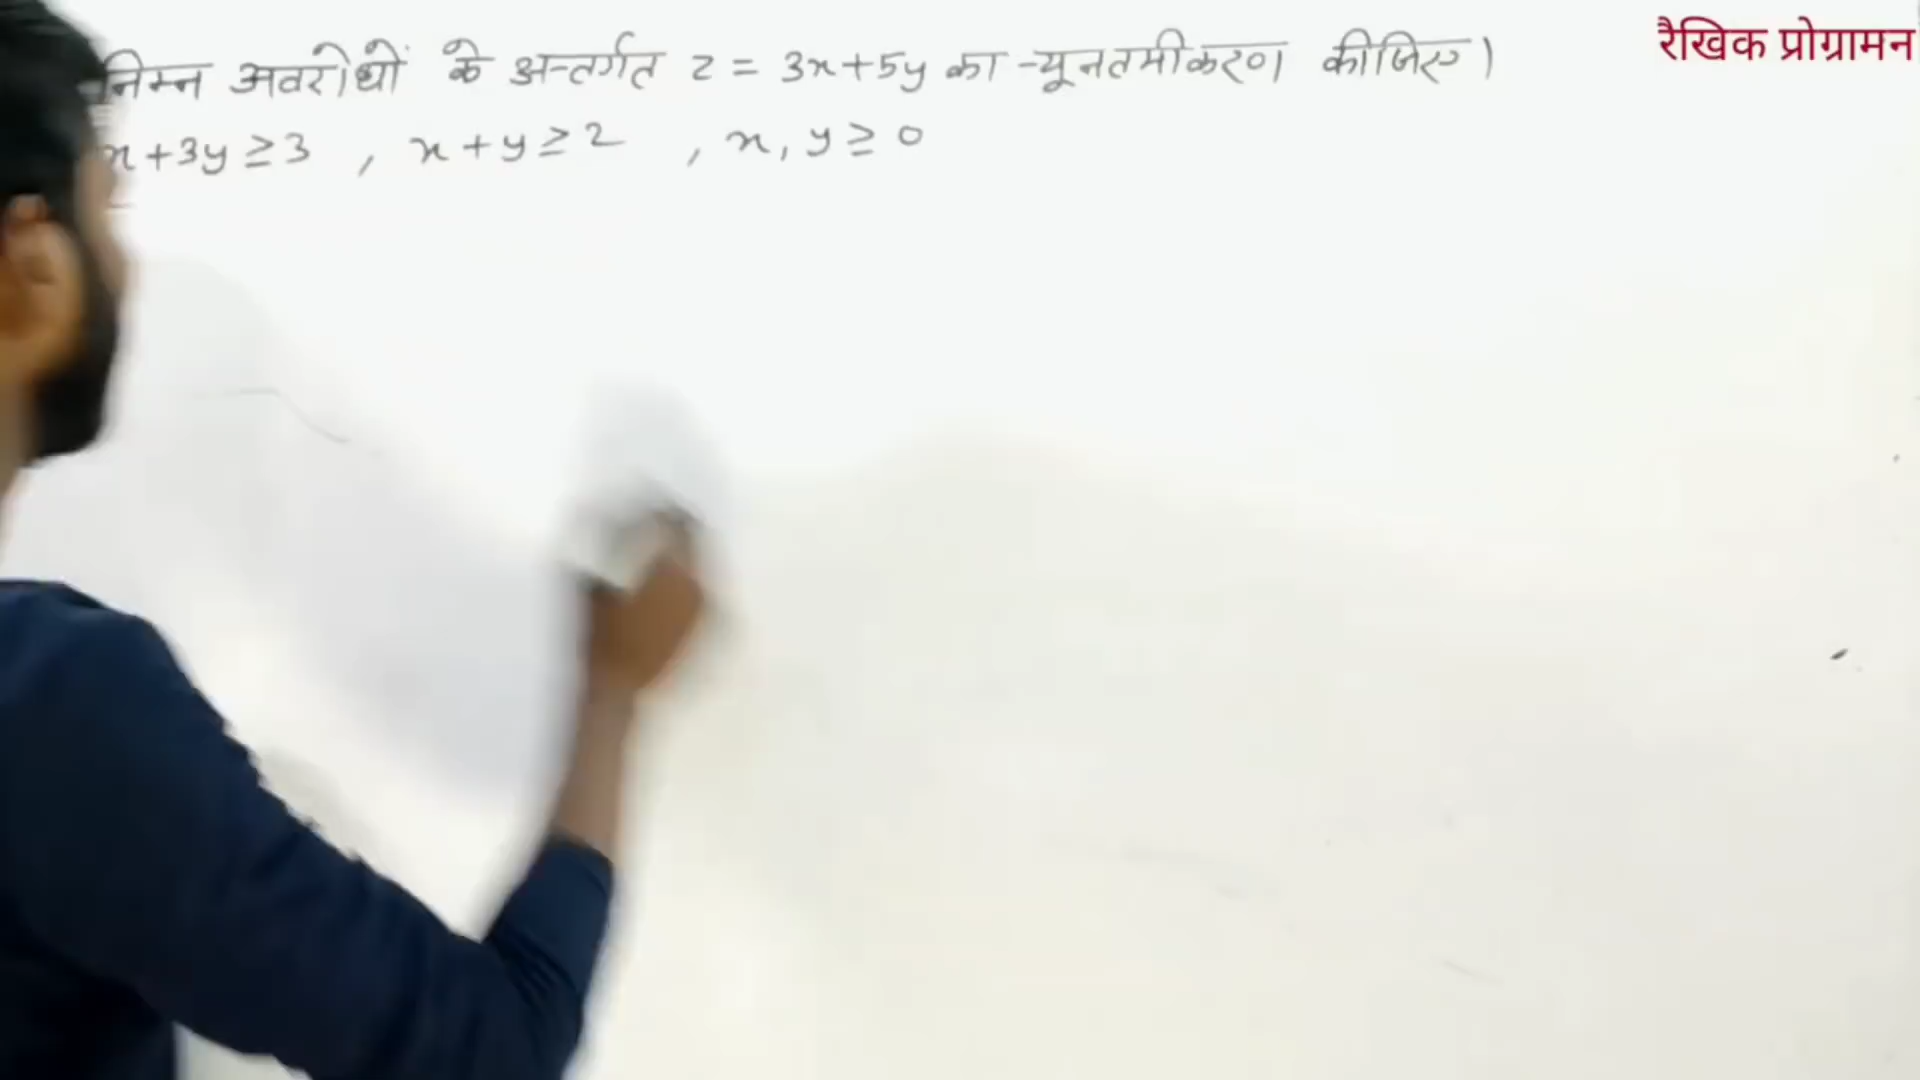 निम्न अवरोधों के अन्तर्गत z = 3x+5y का न्यूनतमीकरण कीजिए।
रैखिक प्रोग्रामन
x+3y ≥ 3 , x+y ≥ 2 , x, y ≥ 0